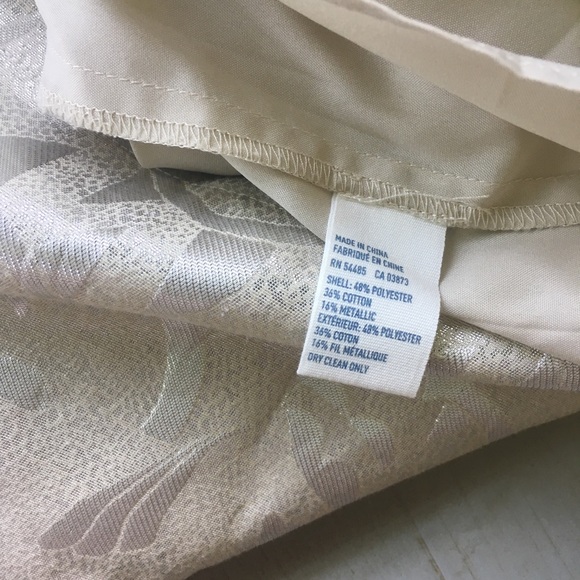 MADE IN CHINA
FABRIQUÉ EN CHINE
RN 54485 CA 03873
SHELL: 48% POLYESTER
36% COTTON
16% METALLIC
EXTÉRIEUR: 48% POLYESTER
36% COTON
16% FIL MÉTALLIQUE
DRY CLEAN ONLY